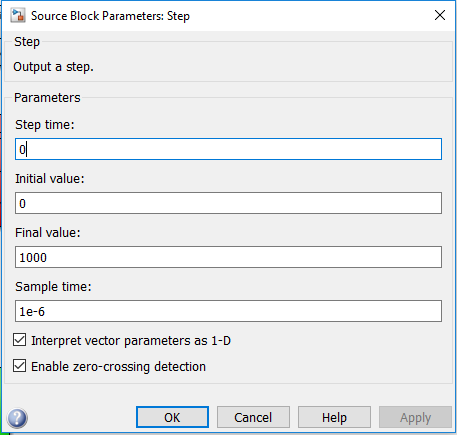 Source Block Parameters: Step
Step
Output a step.
Parameters
Step time:
0
Initial value:
0
Final value:
1000
Sample time:
1e-6
Interpret vector parameters as 1-D
Enable zero-crossing detection
OK Cancel Help Apply